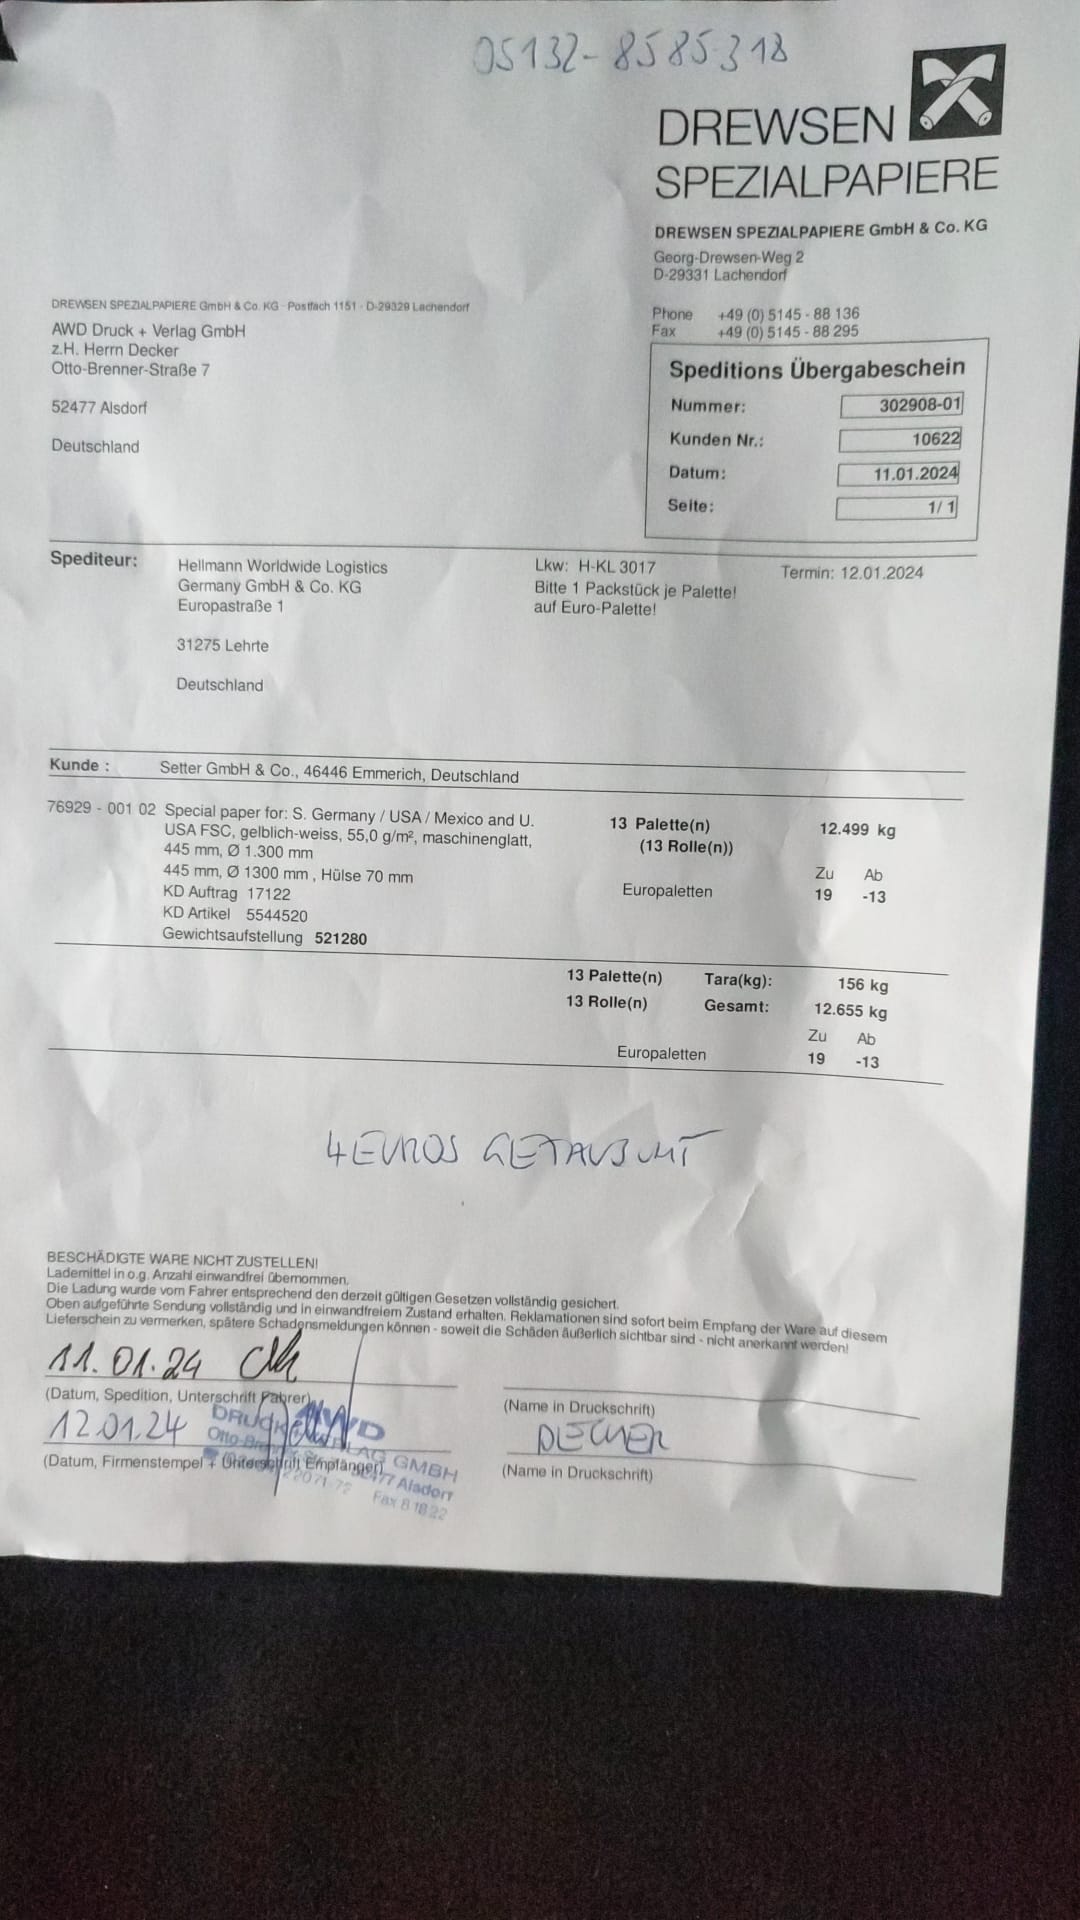 05132-8585318
DREWSEN
SPEZIALPAPIERE
DREWSEN SPEZIALPAPIERE GmbH & Co. KG
Georg-Drewsen-Weg 2
D-29331 Lachendorf
Phone +49 (0) 5145 - 88 136
Fax +49 (0) 5145 - 88 295
DREWSEN SPEZIALPAPIERE GmbH & Co. KG - Postfach 1151 - D-29329 Lachendorf
AWD Druck + Verlag GmbH
z.H. Herrn Decker
Otto-Brenner-Straße 7
52477 Alsdorf
Deutschland
Speditions Übergabeschein
Nummer: 302908-01
Kunden Nr.: 10622
Datum: 11.01.2024
Seite: 1/ 1
Spediteur:
Hellmann Worldwide Logistics
Germany GmbH & Co. KG
Europastraße 1
31275 Lehrte
Deutschland
Lkw: H-KL 3017
Bitte 1 Packstück je Palette!
auf Euro-Palette!
Termin: 12.01.2024
Kunde : Setter GmbH & Co., 46446 Emmerich, Deutschland
76929 - 001 02 Special paper for: S. Germany / USA / Mexico and U. 13 Palette(n) 12.499 kg
USA FSC, gelblich-weiss, 55,0 g/m², maschinenglatt, (13 Rolle(n))
445 mm, Ø 1.300 mm Zu Ab
445 mm, Ø 1300 mm , Hülse 70 mm Europaletten 19 -13
KD Auftrag 17122
KD Artikel 5544520
Gewichtsaufstellung 521280
13 Palette(n) Tara(kg): 156 kg
13 Rolle(n) Gesamt: 12.655 kg
Zu Ab
Europaletten 19 -13
4 EUROS GETAUSCHT
BESCHÄDIGTE WARE NICHT ZUSTELLEN!
Lademittel in o.g. Anzahl einwandfrei übernommen.
Die Ladung wurde vom Fahrer entsprechend den derzeit gültigen Gesetzen vollständig gesichert.
Oben aufgeführte Sendung vollständig und in einwandfreiem Zustand erhalten. Reklamationen sind sofort beim Empfang der Ware auf diesem
Lieferschein zu vermerken, spätere Schadensmeldungen können - soweit die Schäden äußerlich sichtbar sind - nicht anerkannt werden!
11.01.24
(Datum, Spedition, Unterschrift Fahrer)
(Name in Druckschrift)
12.01.24
DECKER
(Datum, Firmenstempel + Unterschrift Empfänger)
(Name in Druckschrift)
AWD
DRUCK
GMBH
Alsdorf
Fax 8 18 22